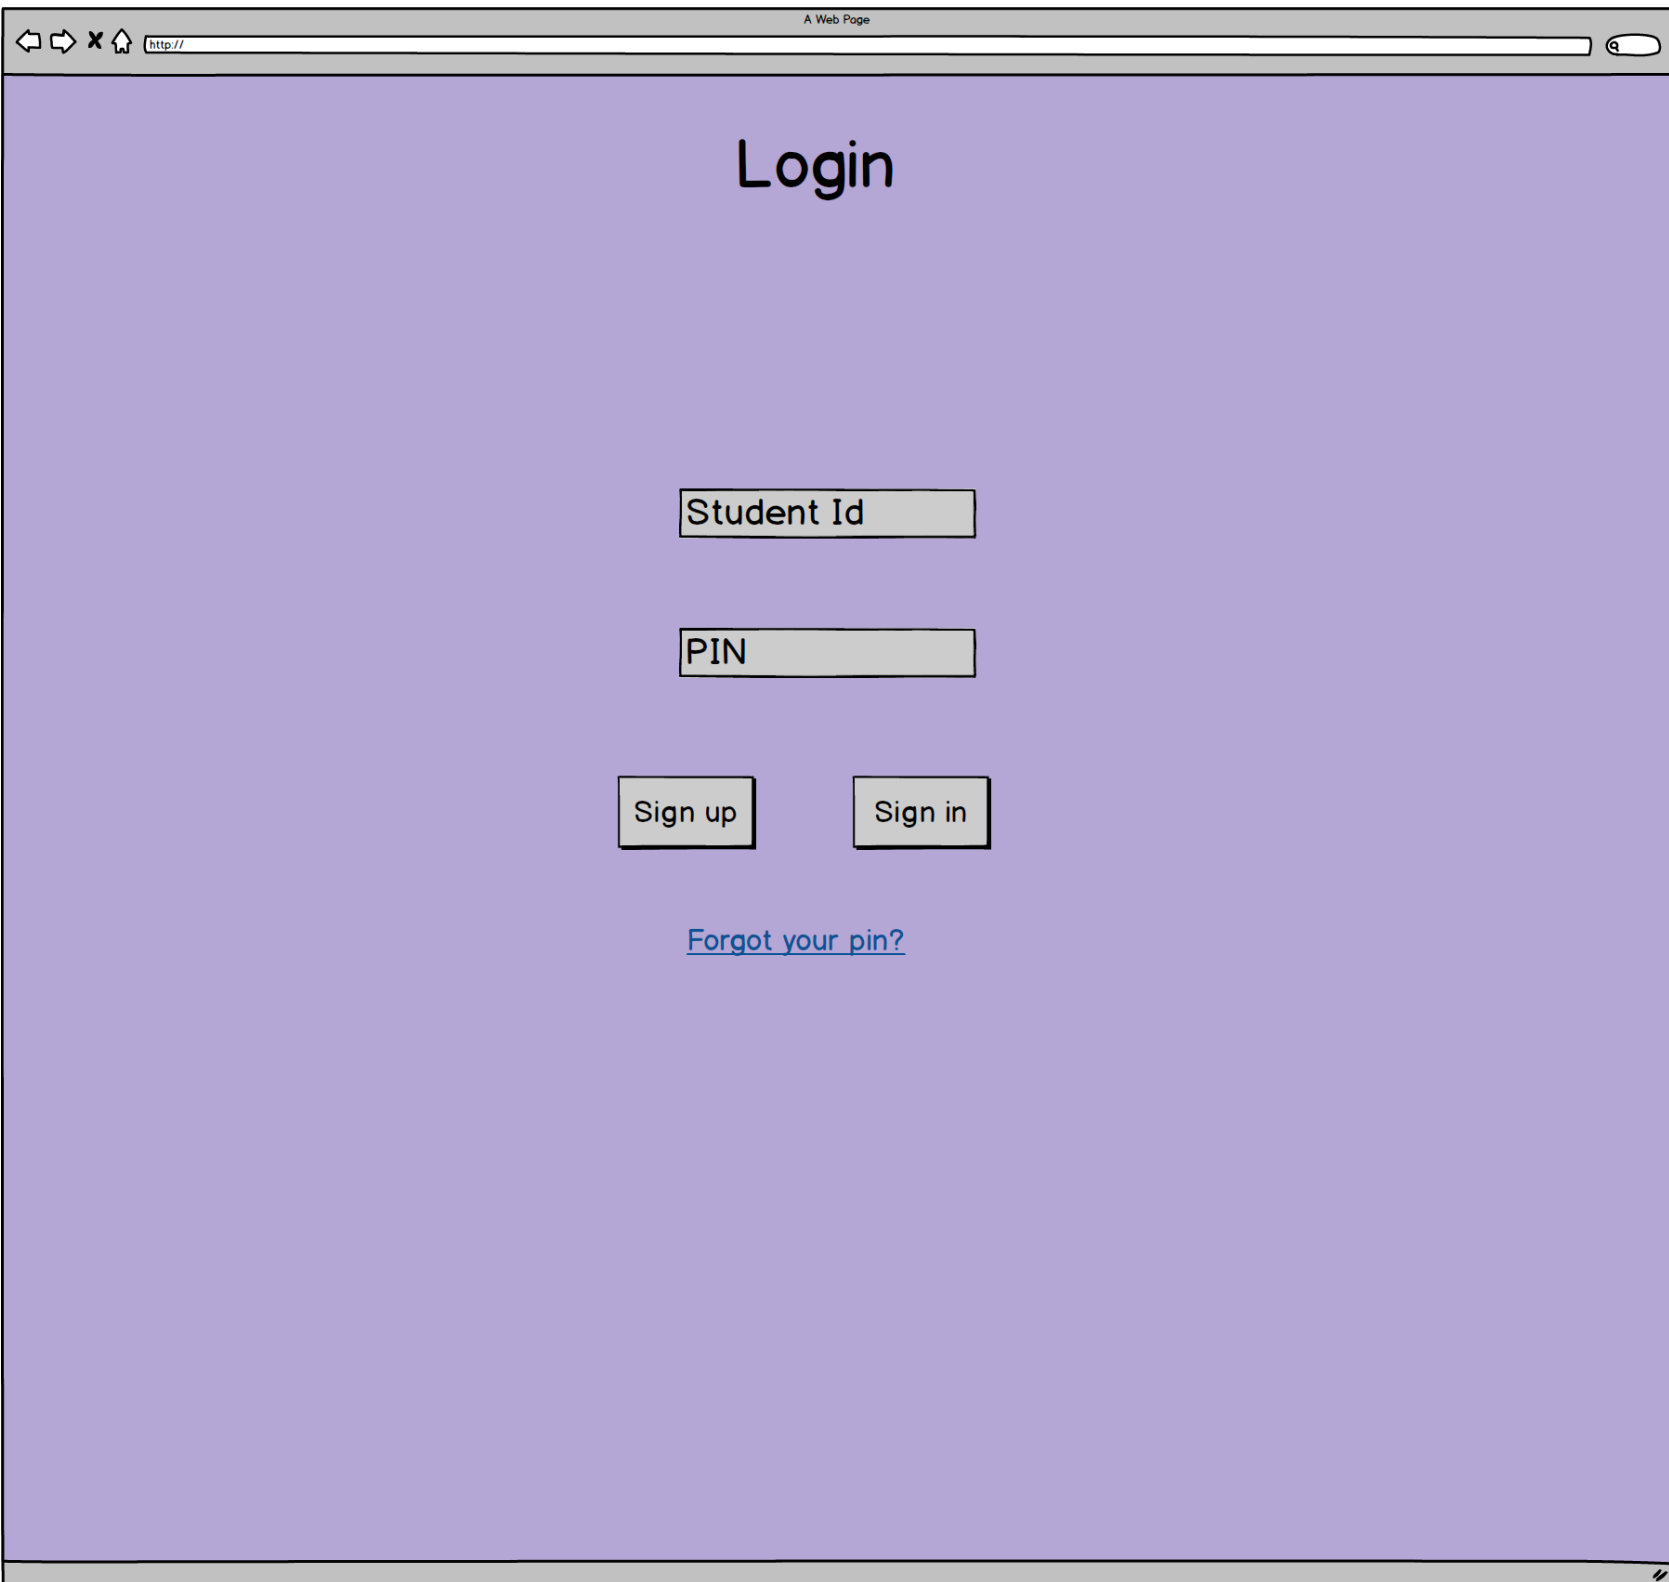 A Web Page
http://
Login
Student Id
PIN
Sign up
Sign in
Forgot your pin?